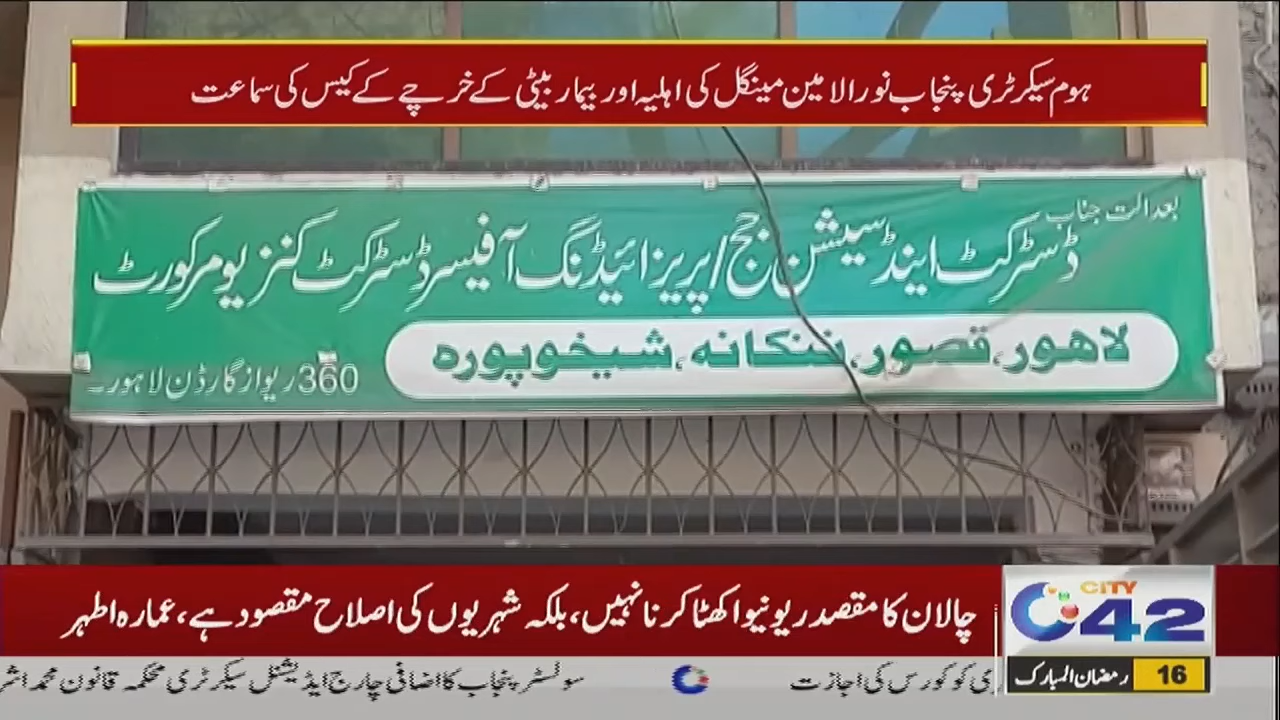 ہوم سیکرٹری پنجاب نورالامین مینگل کی اہلیہ اور بیمار بیٹی کے خرچے کے کیس کی سماعت
بعدالت جناب
ڈسٹرکٹ اینڈ سیشن جج/پریزائیڈنگ آفیسر ڈسٹرکٹ کنزیومر کورٹ
لاھور، قصور، ننکانہ، شیخوپورہ
360 ریواز گارڈن لاہور۔
چالان کا مقصد ریونیو اکھٹا کرنا نہیں، بلکہ شہریوں کی اصلاح مقصود ہے، عمارہ اطہر
CITY
42
16 رمضان المبارک
ی کو کورس کی اجازت
سولسٹر پنجاب کا اضافی چارج ایڈیشنل سیکرٹری محکمہ قانون محمد